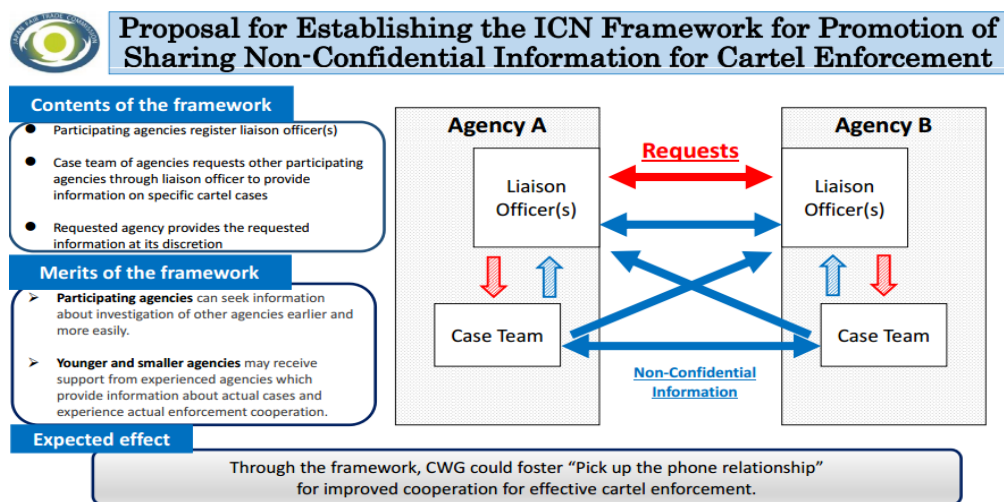 JAPAN FAIR TRADE COMMISSION
Proposal for Establishing the ICN Framework for Promotion of
Sharing Non-Confidential Information for Cartel Enforcement
Contents of the framework
● Participating agencies register liaison officer(s)
● Case team of agencies requests other participating
agencies through liaison officer to provide
information on specific cartel cases
● Requested agency provides the requested
information at its discretion
Merits of the framework
➢ Participating agencies can seek information
about investigation of other agencies earlier and
more easily.
➢ Younger and smaller agencies may receive
support from experienced agencies which
provide information about actual cases and
experience actual enforcement cooperation.
Agency A
Liaison
Officer(s)
Case Team
Requests
Non-Confidential
Information
Agency B
Liaison
Officer(s)
Case Team
Expected effect
Through the framework, CWG could foster “Pick up the phone relationship”
for improved cooperation for effective cartel enforcement.